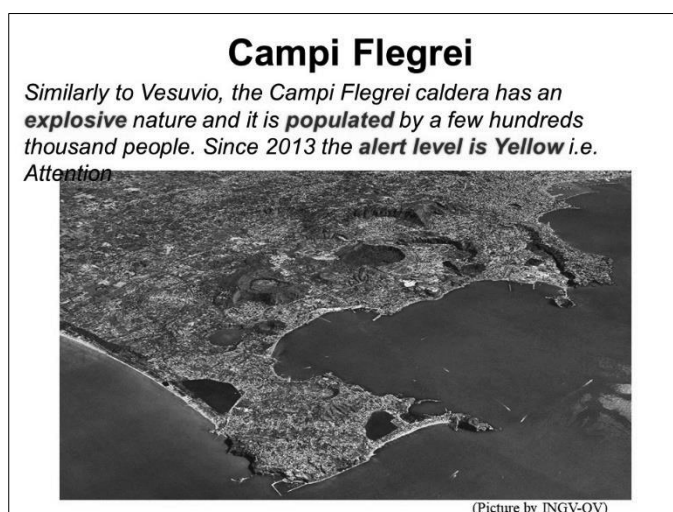 Campi Flegrei
Similarly to Vesuvio, the Campi Flegrei caldera has an
explosive nature and it is populated by a few hundreds
thousand people. Since 2013 the alert level is Yellow i.e.
Attention
(Picture by INGV-OV)